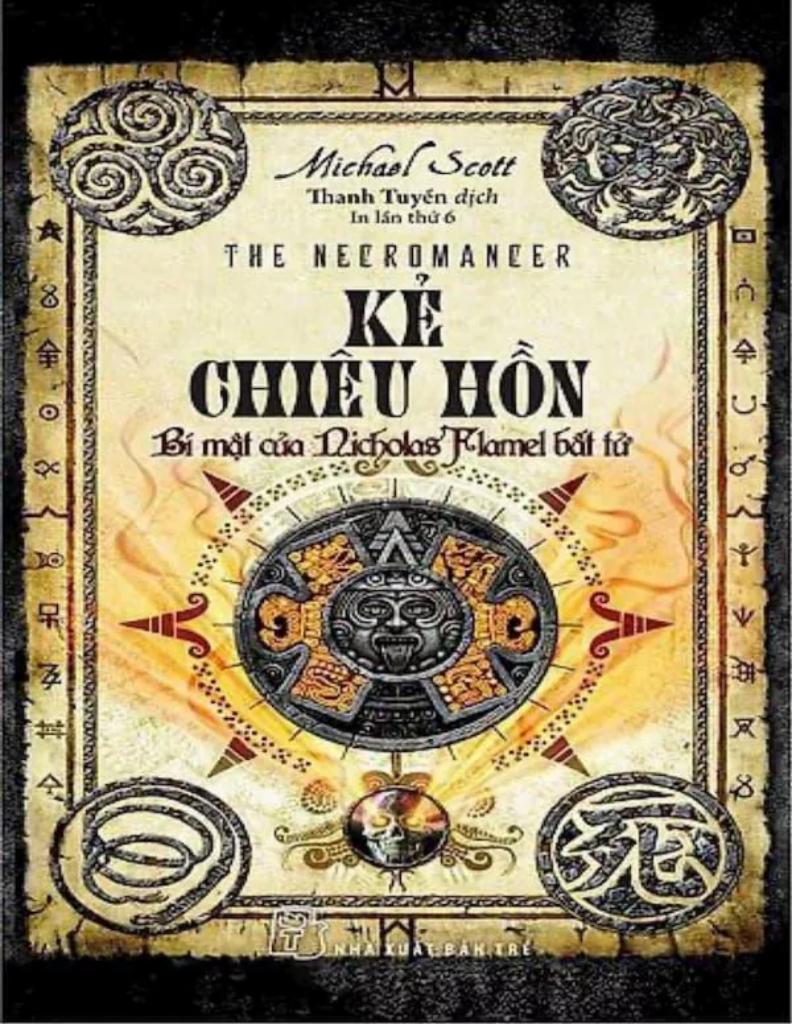 Michael Scott
Thanh Tuyền dịch
In lần thứ 6
THE NECROMANCER
KẺ
CHIÊU HỒN
Bí mật của Nicholas Flamel bất tử
NHÀ XUẤT BẢN TRẺ